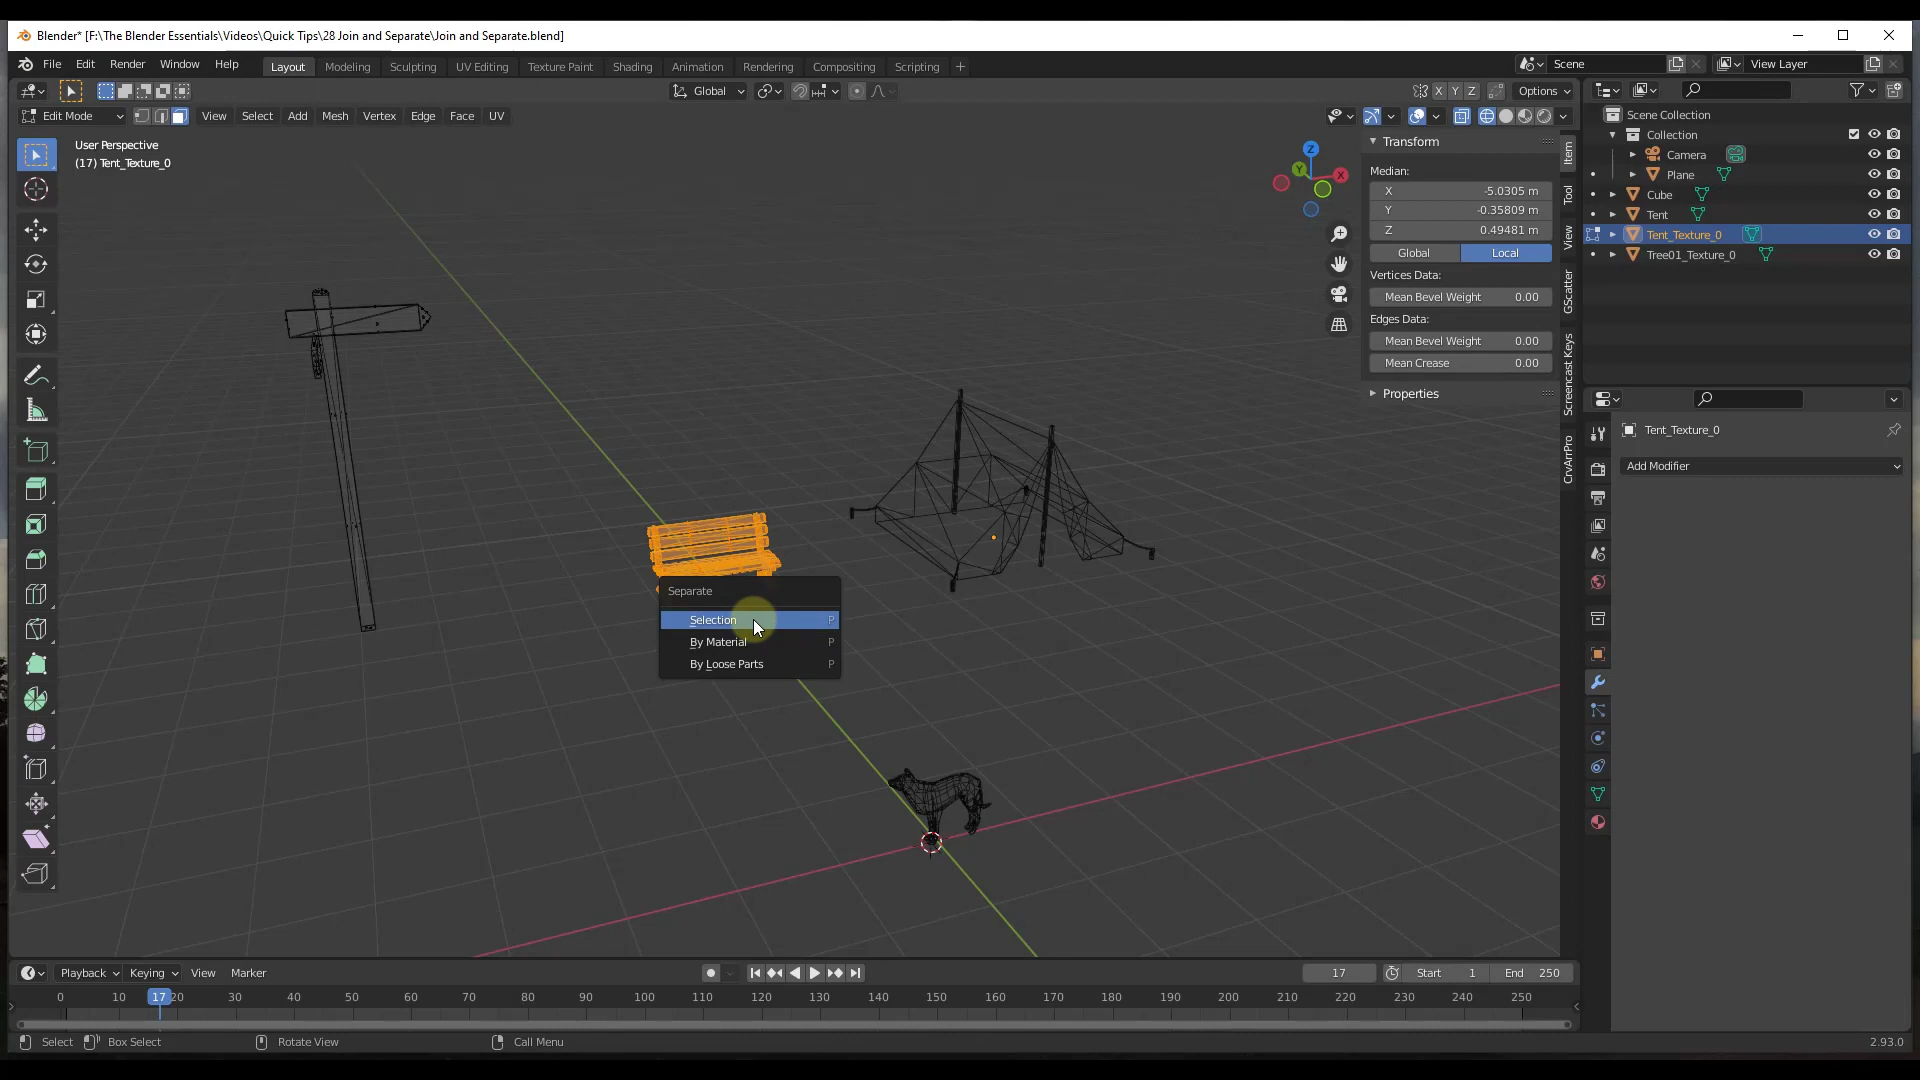 Blender* [F:\The Blender Essentials\Videos\Quick Tips\28 Join and Separate\Join and Separate.blend]
File Edit Render Window Help Layout Modeling Sculpting UV Editing Texture Paint Shading Animation Rendering Compositing Scripting + Scene View Layer
Global X Y Z Options
Edit Mode View Select Add Mesh Vertex Edge Face UV
User Perspective
(17) Tent_Texture_0
Z
Y
X
Transform
Median:
X -5.0305 m
Y -0.35809 m
Z 0.49481 m
Global Local
Vertices Data:
Mean Bevel Weight 0.00
Edges Data:
Mean Bevel Weight 0.00
Mean Crease 0.00
Properties
Item
Tool
View
GScatter
Screencast Keys
CrvArrPro
Scene Collection
Collection
Camera
Plane
Cube
Tent
Tent_Texture_0
Tree01_Texture_0
Tent_Texture_0
Add Modifier
Separate
Selection P
By Material P
By Loose Parts P
Playback Keying View Marker 17 Start 1 End 250
0 10 17 20 30 40 50 60 70 80 90 100 110 120 130 140 150 160 170 180 190 200 210 220 230 240 250
Select Box Select Rotate View Call Menu 2.93.0